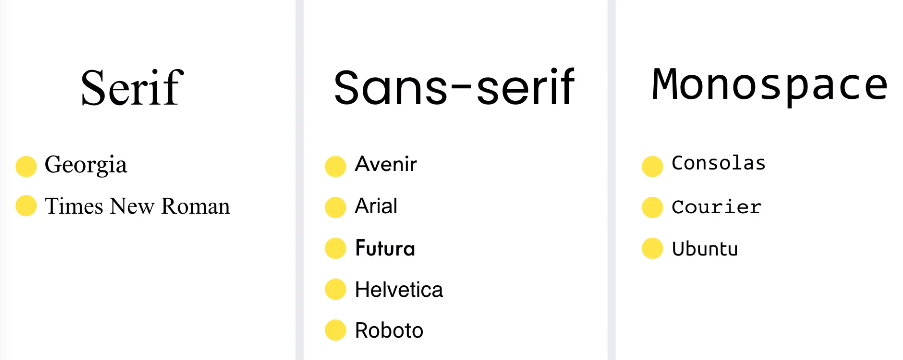 Serif
Georgia
Times New Roman
Sans-serif
Avenir
Arial
Futura
Helvetica
Roboto
Monospace
Consolas
Courier
Ubuntu